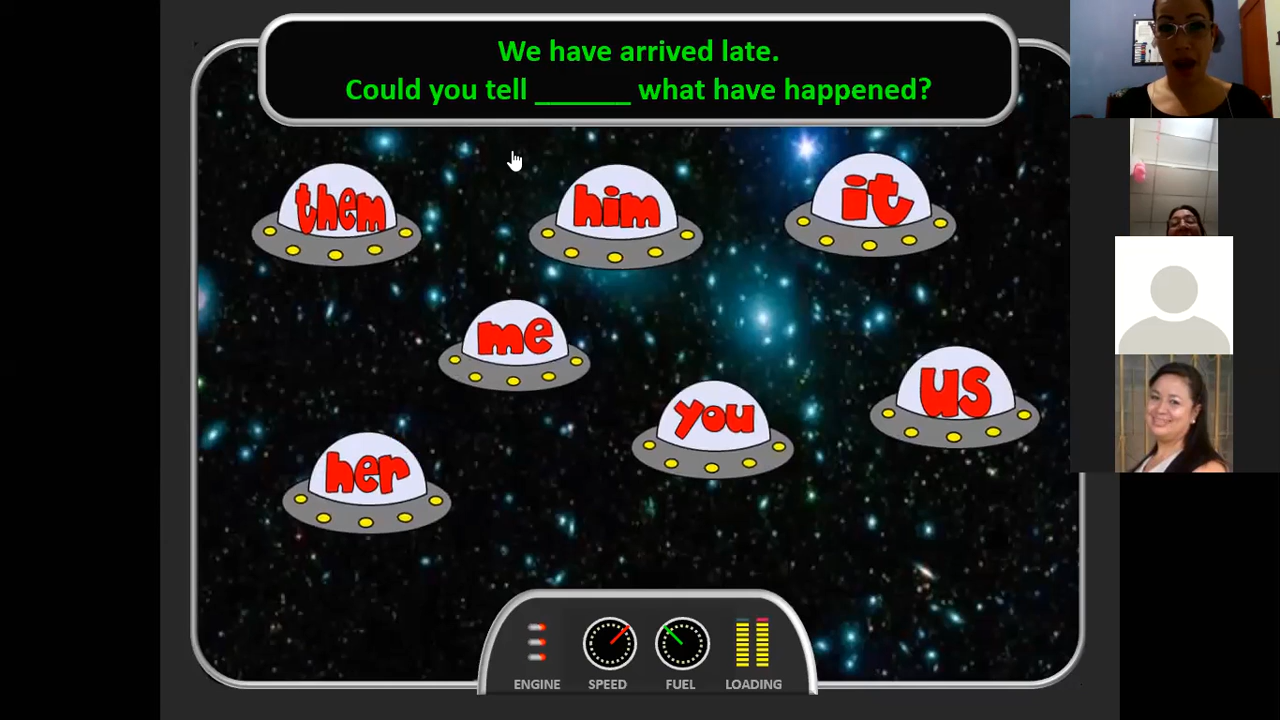 We have arrived late.
Could you tell ______ what have happened?
them
him
it
me
us
you
her
ENGINE SPEED FUEL LOADING